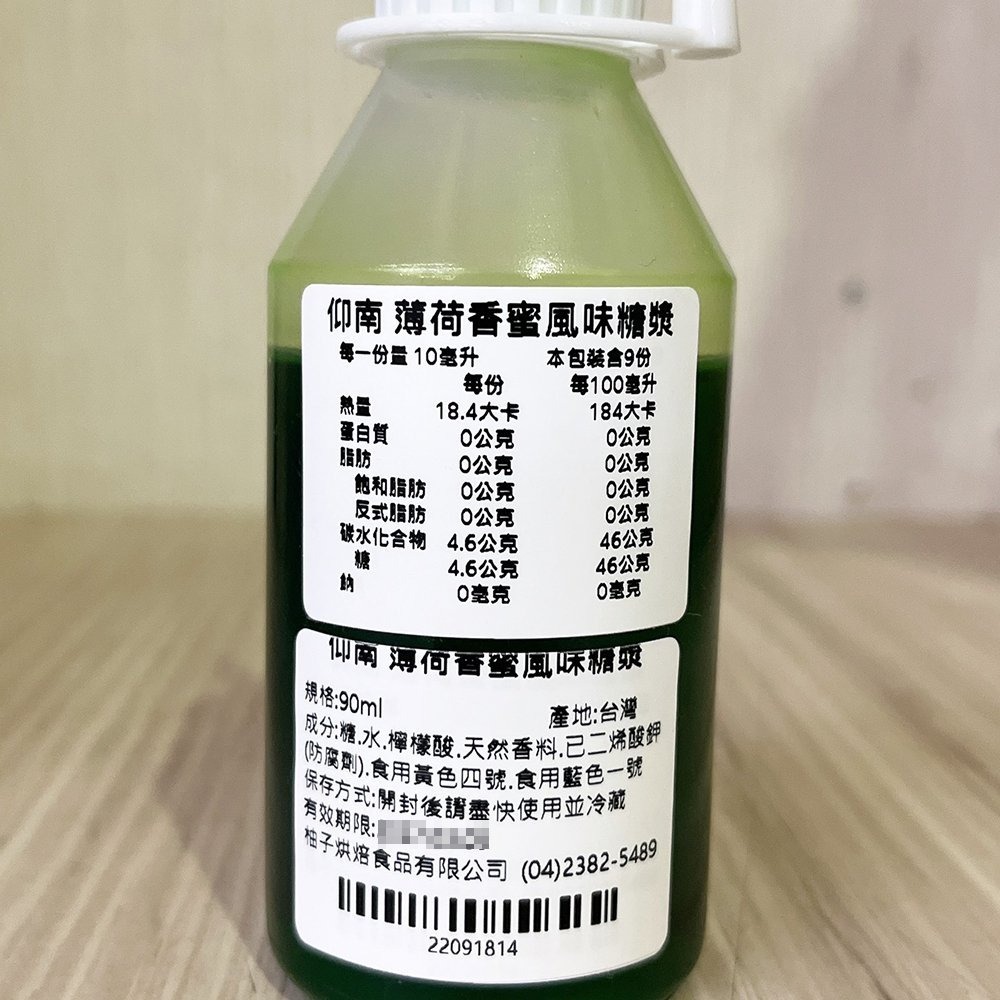 仰南 薄荷香蜜風味糖漿
每一份量 10毫升 本包裝含9份
每份 每100毫升
熱量 18.4大卡 184大卡
蛋白質 0公克 0公克
脂肪 0公克 0公克
飽和脂肪 0公克 0公克
反式脂肪 0公克 0公克
碳水化合物 4.6公克 46公克
糖 4.6公克 46公克
鈉 0毫克 0毫克
仰南 薄荷香蜜風味糖漿
規格:90ml 產地:台灣
成分:糖.水.檸檬酸.天然香料.己二烯酸鉀
(防腐劑).食用黃色四號.食用藍色一號
保存方式:開封後請盡快使用並冷藏
有效期限:
柚子烘焙食品有限公司 (04)2382-5489
22091814